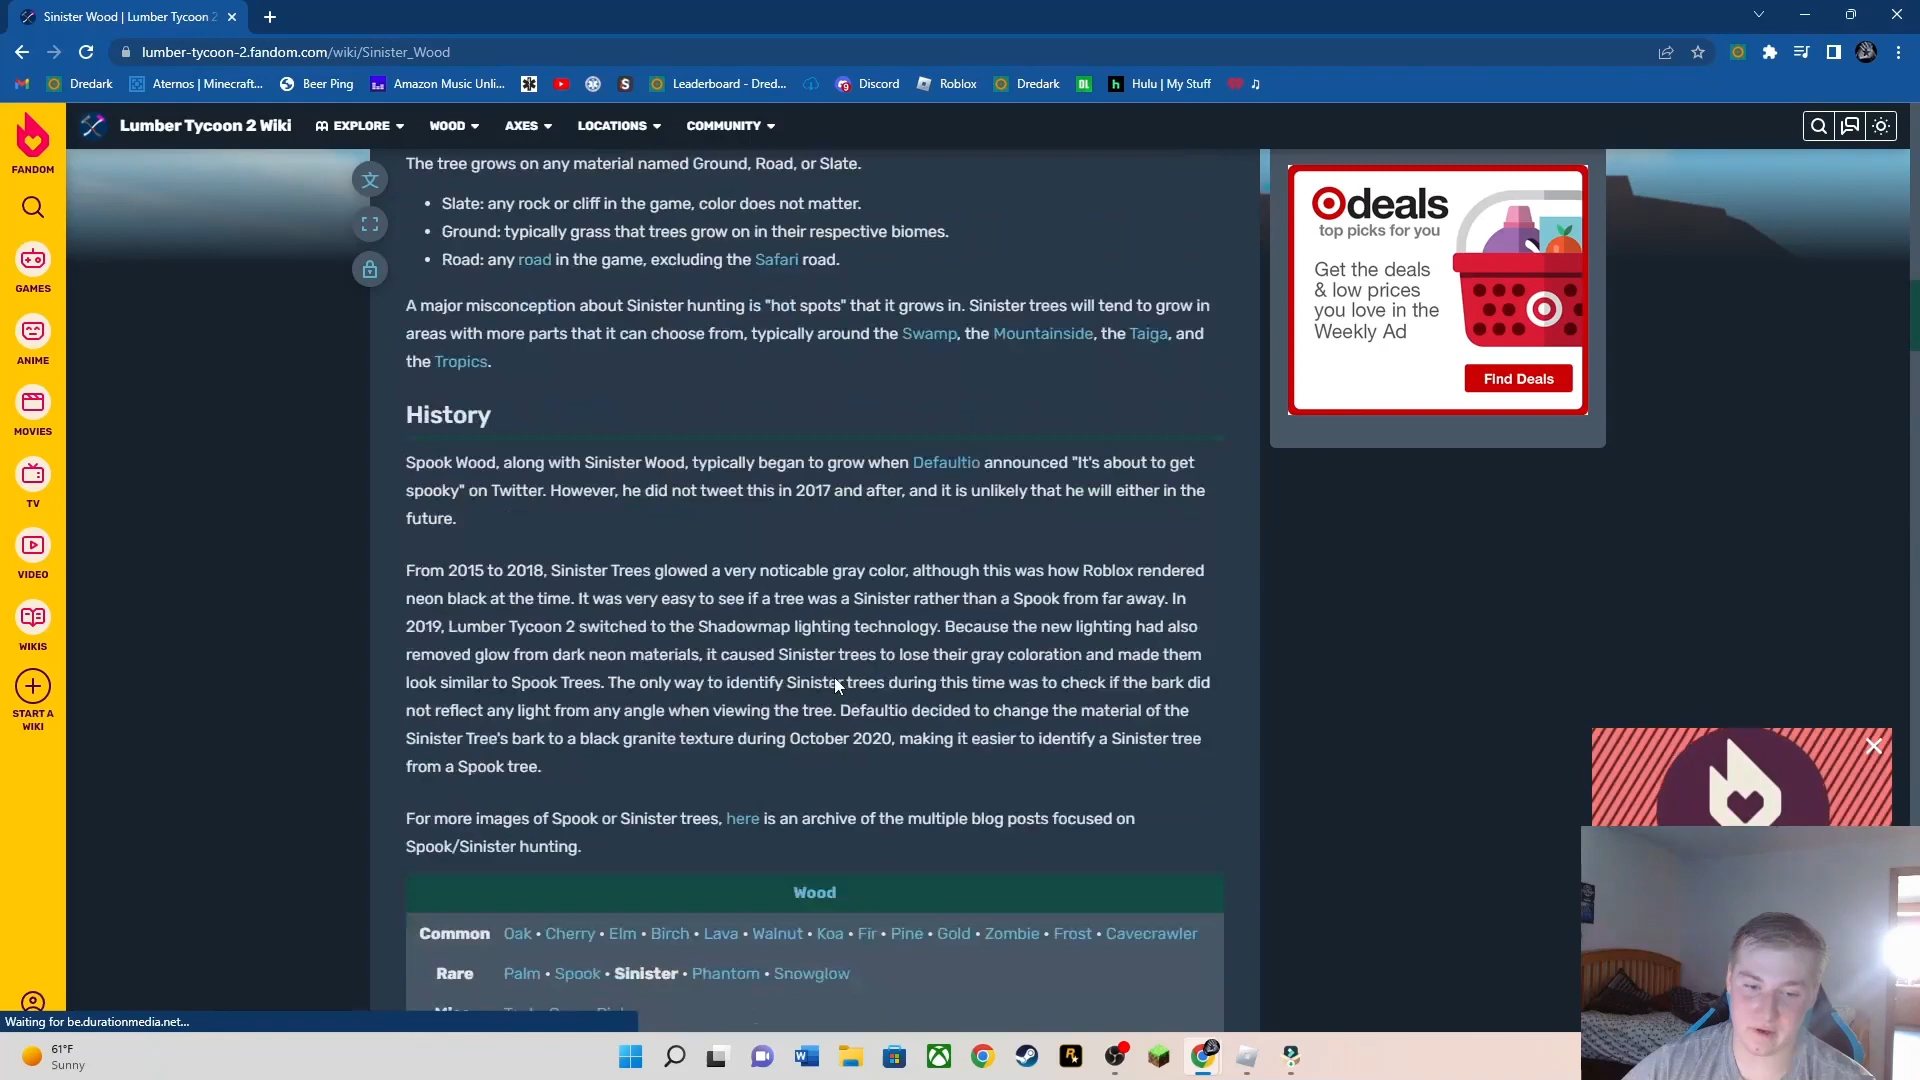 Sinister Wood | Lumber Tycoon 2
lumber-tycoon-2.fandom.com/wiki/Sinister_Wood
Dredark
Aternos | Minecraft...
Beer Ping
Amazon Music Unli...
S
Leaderboard - Dred...
9
Discord
Roblox
Dredark
DL
h
Hulu | My Stuff
FANDOM
GAMES
ANIME
MOVIES
TV
VIDEO
WIKIS
START A
WIKI
Lumber Tycoon 2 Wiki
EXPLORE
WOOD
AXES
LOCATIONS
COMMUNITY
The tree grows on any material named Ground, Road, or Slate.
• Slate: any rock or cliff in the game, color does not matter.
• Ground: typically grass that trees grow on in their respective biomes.
• Road: any road in the game, excluding the Safari road.
A major misconception about Sinister hunting is "hot spots" that it grows in. Sinister trees will tend to grow in
areas with more parts that it can choose from, typically around the Swamp, the Mountainside, the Taiga, and
the Tropics.
History
Spook Wood, along with Sinister Wood, typically began to grow when Defaultio announced "It's about to get
spooky" on Twitter. However, he did not tweet this in 2017 and after, and it is unlikely that he will either in the
future.
From 2015 to 2018, Sinister Trees glowed a very noticable gray color, although this was how Roblox rendered
neon black at the time. It was very easy to see if a tree was a Sinister rather than a Spook from far away. In
2019, Lumber Tycoon 2 switched to the Shadowmap lighting technology. Because the new lighting had also
removed glow from dark neon materials, it caused Sinister trees to lose their gray coloration and made them
look similar to Spook Trees. The only way to identify Sinister trees during this time was to check if the bark did
not reflect any light from any angle when viewing the tree. Defaultio decided to change the material of the
Sinister Tree's bark to a black granite texture during October 2020, making it easier to identify a Sinister tree
from a Spook tree.
For more images of Spook or Sinister trees, here is an archive of the multiple blog posts focused on
Spook/Sinister hunting.
Wood
Common Oak • Cherry • Elm • Birch • Lava • Walnut • Koa • Fir • Pine • Gold • Zombie • Frost • Cavecrawler
Rare Palm • Spook • Sinister • Phantom • Snowglow
deals
top picks for you
Get the deals
& low prices
you love in the
Weekly Ad
Find Deals
Waiting for be.durationmedia.net...
61°F
Sunny
W
R